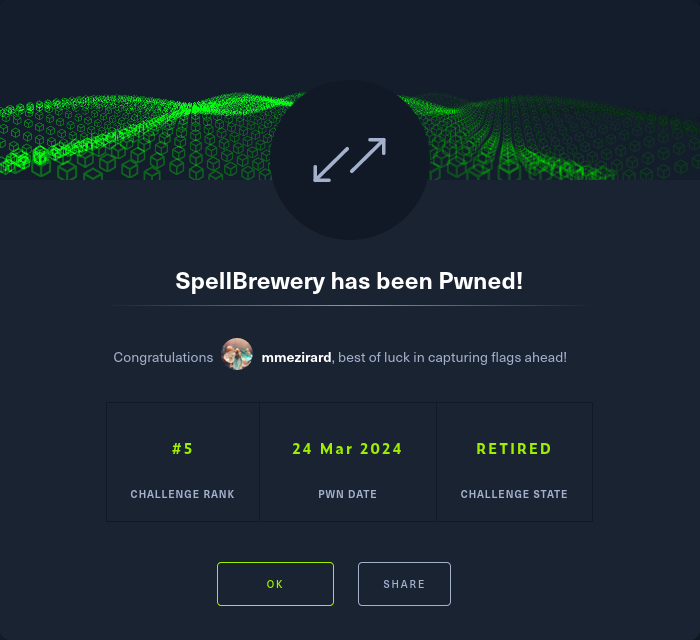 SpellBrewery has been Pwned!
Congratulations mmezirard, best of luck in capturing flags ahead!
#5 24 Mar 2024 RETIRED
CHALLENGE RANK PWN DATE CHALLENGE STATE
OK SHARE